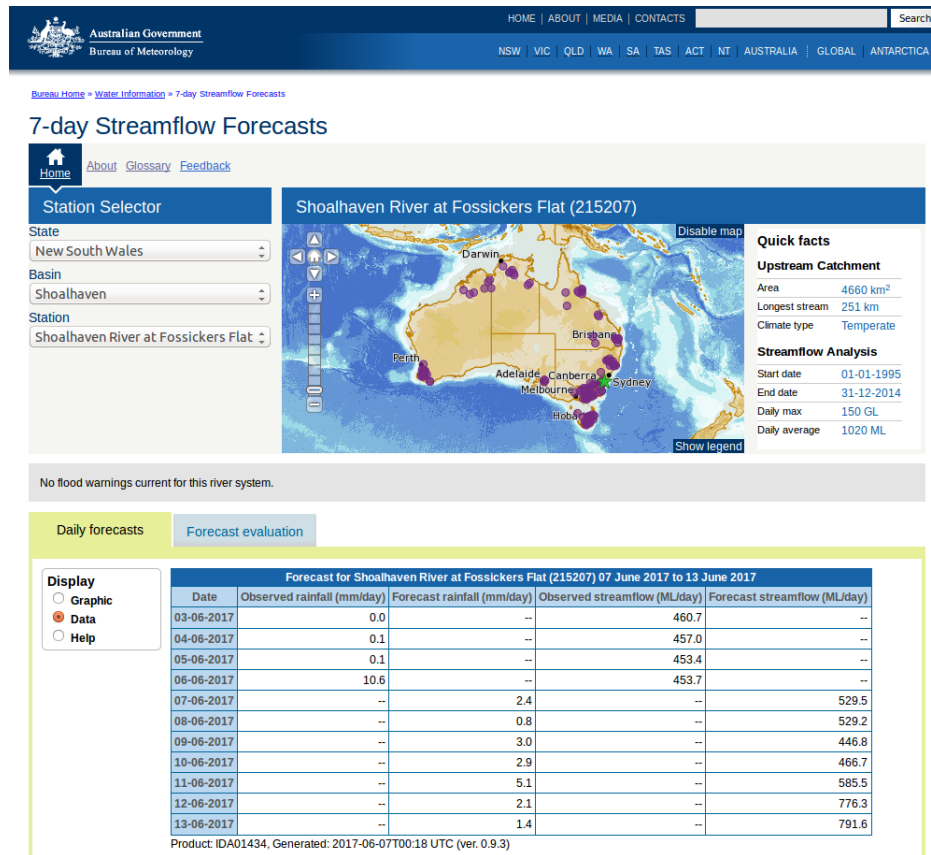 HOME | ABOUT | MEDIA | CONTACTS
Search
Australian Government
Bureau of Meteorology
NSW | VIC | QLD | WA | SA | TAS | ACT | NT | AUSTRALIA | GLOBAL | ANTARCTICA
Bureau Home » Water Information » 7-day Streamflow Forecasts
7-day Streamflow Forecasts
Home About Glossary Feedback
Station Selector
State
New South Wales
Basin
Shoalhaven
Station
Shoalhaven River at Fossickers Flat
Shoalhaven River at Fossickers Flat (215207)
Disable map
Darwin
Brisbane
Perth
Adelaide Canberra
Sydney
Melbourne
Hobart
Show legend
Quick facts
Upstream Catchment
Area 4660 km²
Longest stream 251 km
Climate type Temperate
Streamflow Analysis
Start date 01-01-1995
End date 31-12-2014
Daily max 150 GL
Daily average 1020 ML
No flood warnings current for this river system.
Daily forecasts Forecast evaluation
Display
Graphic
Data
Help
Forecast for Shoalhaven River at Fossickers Flat (215207) 07 June 2017 to 13 June 2017
Date Observed rainfall (mm/day) Forecast rainfall (mm/day) Observed streamflow (ML/day) Forecast streamflow (ML/day)
03-06-2017 0.0 -- 460.7 --
04-06-2017 0.1 -- 457.0 --
05-06-2017 0.1 -- 453.4 --
06-06-2017 10.6 -- 453.7 --
07-06-2017 -- 2.4 -- 529.5
08-06-2017 -- 0.8 -- 529.2
09-06-2017 -- 3.0 -- 446.8
10-06-2017 -- 2.9 -- 466.7
11-06-2017 -- 5.1 -- 585.5
12-06-2017 -- 2.1 -- 776.3
13-06-2017 -- 1.4 -- 791.6
Product: IDA01434, Generated: 2017-06-07T00:18 UTC (ver. 0.9.3)